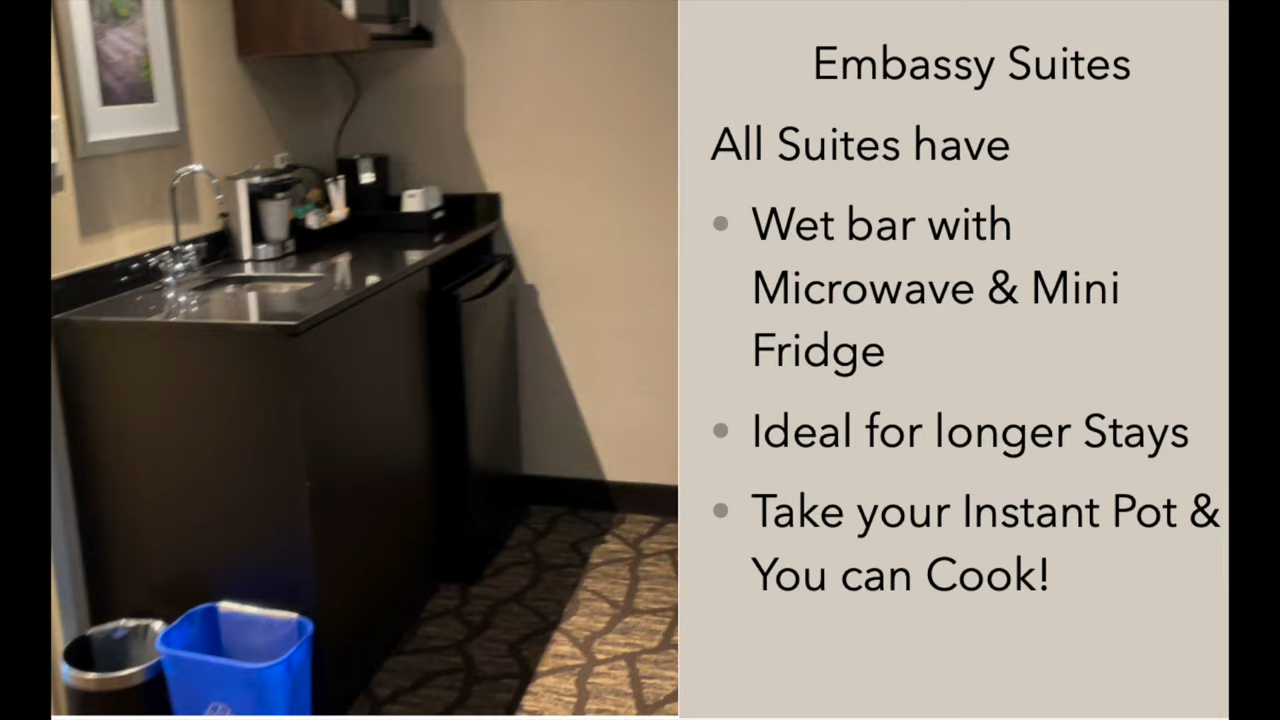 Embassy Suites
All Suites have
• Wet bar with
Microwave & Mini
Fridge
• Ideal for longer Stays
• Take your Instant Pot &
You can Cook!